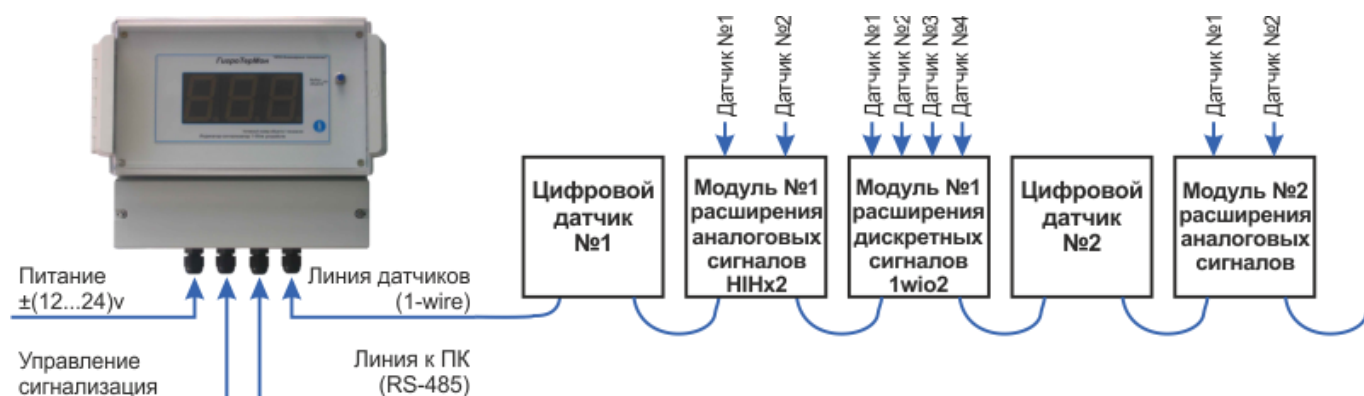 ГигроТерМон
Питание
±(12...24)v
Линия датчиков
(1-wire)
Управление
сигнализация
Линия к ПК
(RS-485)
Цифровой
датчик
№1
Датчик №1
Датчик №2
Модуль №1
расширения
аналоговых
сигналов
HIHx2
Датчик №1
Датчик №2
Датчик №3
Датчик №4
Модуль №1
расширения
дискретных
сигналов
1wio2
Цифровой
датчик
№2
Датчик №1
Датчик №2
Модуль №2
расширения
аналоговых
сигналов